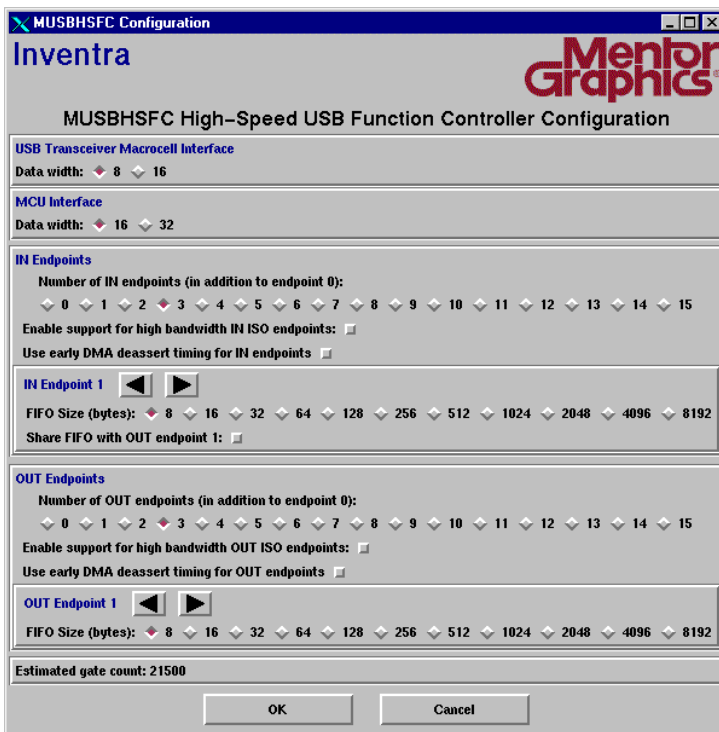 MUSBHSFC Configuration
Inventra
Mentor
Graphics®
MUSBHSFC High-Speed USB Function Controller Configuration
USB Transceiver Macrocell Interface
Data width: 8 16
MCU Interface
Data width: 16 32
IN Endpoints
Number of IN endpoints (in addition to endpoint 0):
0 1 2 3 4 5 6 7 8 9 10 11 12 13 14 15
Enable support for high bandwidth IN ISO endpoints:
Use early DMA deassert timing for IN endpoints
IN Endpoint 1
FIFO Size (bytes): 8 16 32 64 128 256 512 1024 2048 4096 8192
Share FIFO with OUT endpoint 1:
OUT Endpoints
Number of OUT endpoints (in addition to endpoint 0):
0 1 2 3 4 5 6 7 8 9 10 11 12 13 14 15
Enable support for high bandwidth OUT ISO endpoints:
Use early DMA deassert timing for OUT endpoints
OUT Endpoint 1
FIFO Size (bytes): 8 16 32 64 128 256 512 1024 2048 4096 8192
Estimated gate count: 21500
OK Cancel